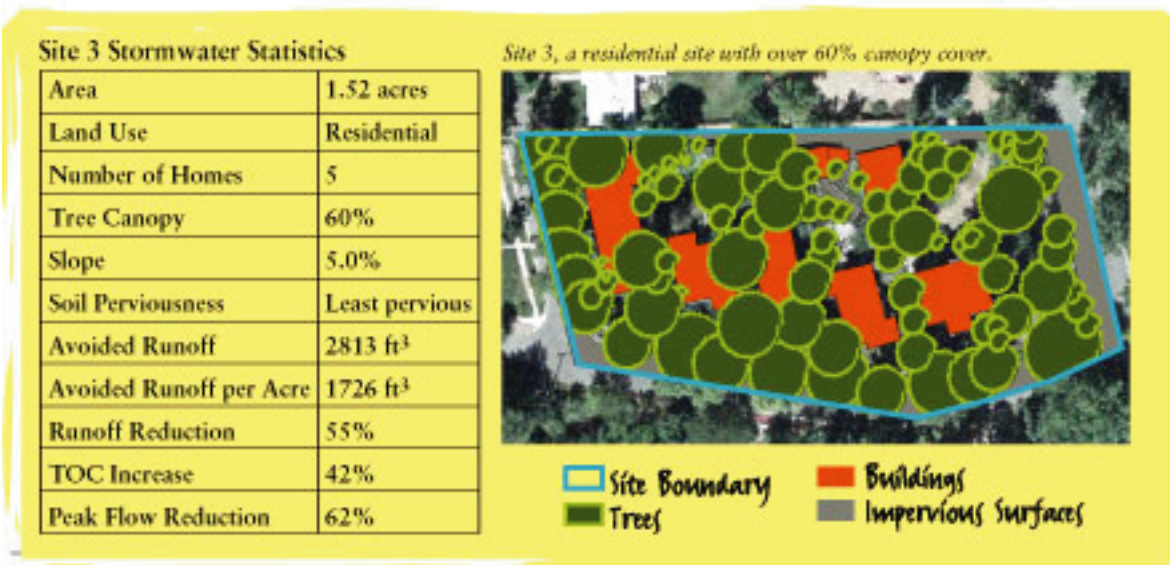 Site 3 Stormwater Statistics
Site 3, a residential site with over 60% canopy cover.
Area 1.52 acres
Land Use Residential
Number of Homes 5
Tree Canopy 60%
Slope 5.0%
Soil Perviousness Least pervious
Avoided Runoff 2813 ft³
Avoided Runoff per Acre 1726 ft³
Runoff Reduction 55%
TOC Increase 42%
Peak Flow Reduction 62%
Site Boundary
Trees
Buildings
Impervious Surfaces